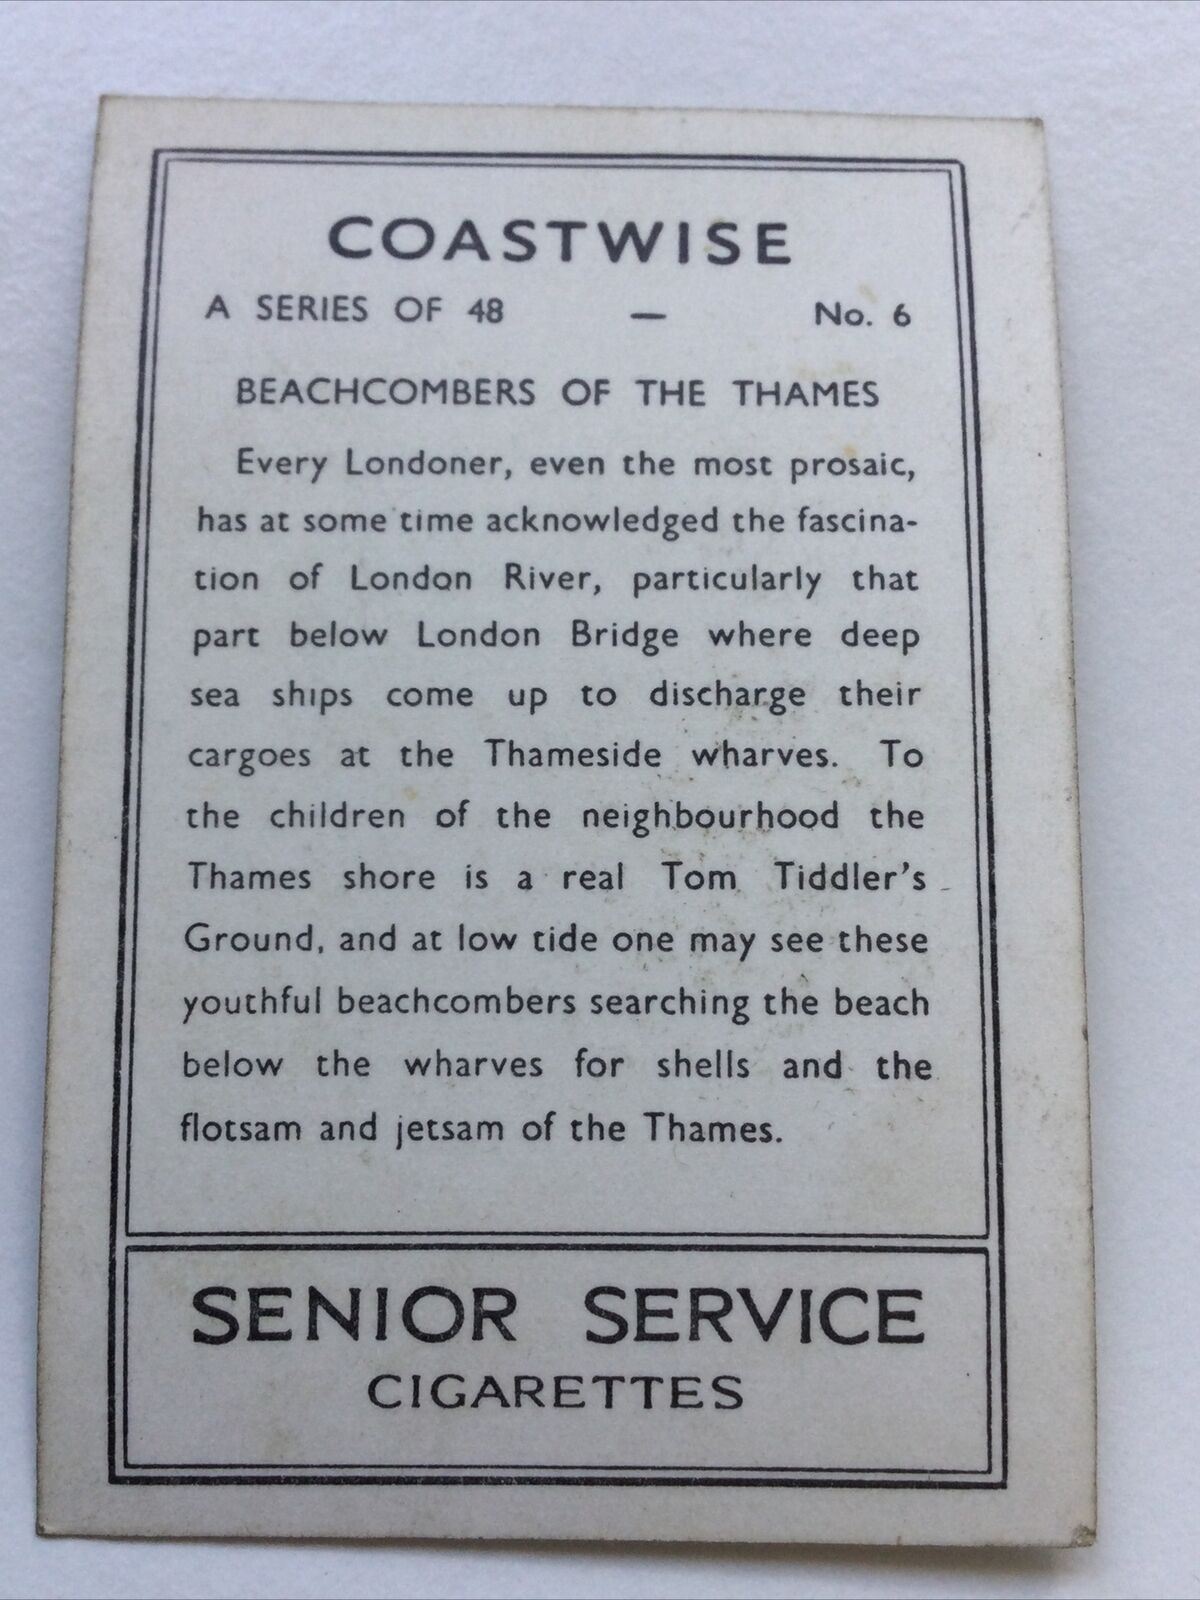 COASTWISE
A SERIES OF 48 — No. 6
BEACHCOMBERS OF THE THAMES
Every Londoner, even the most prosaic,
has at some time acknowledged the fascina-
tion of London River, particularly that
part below London Bridge where deep
sea ships come up to discharge their
cargoes at the Thameside wharves. To
the children of the neighbourhood the
Thames shore is a real Tom Tiddler's
Ground, and at low tide one may see these
youthful beachcombers searching the beach
below the wharves for shells and the
flotsam and jetsam of the Thames.
SENIOR SERVICE
CIGARETTES